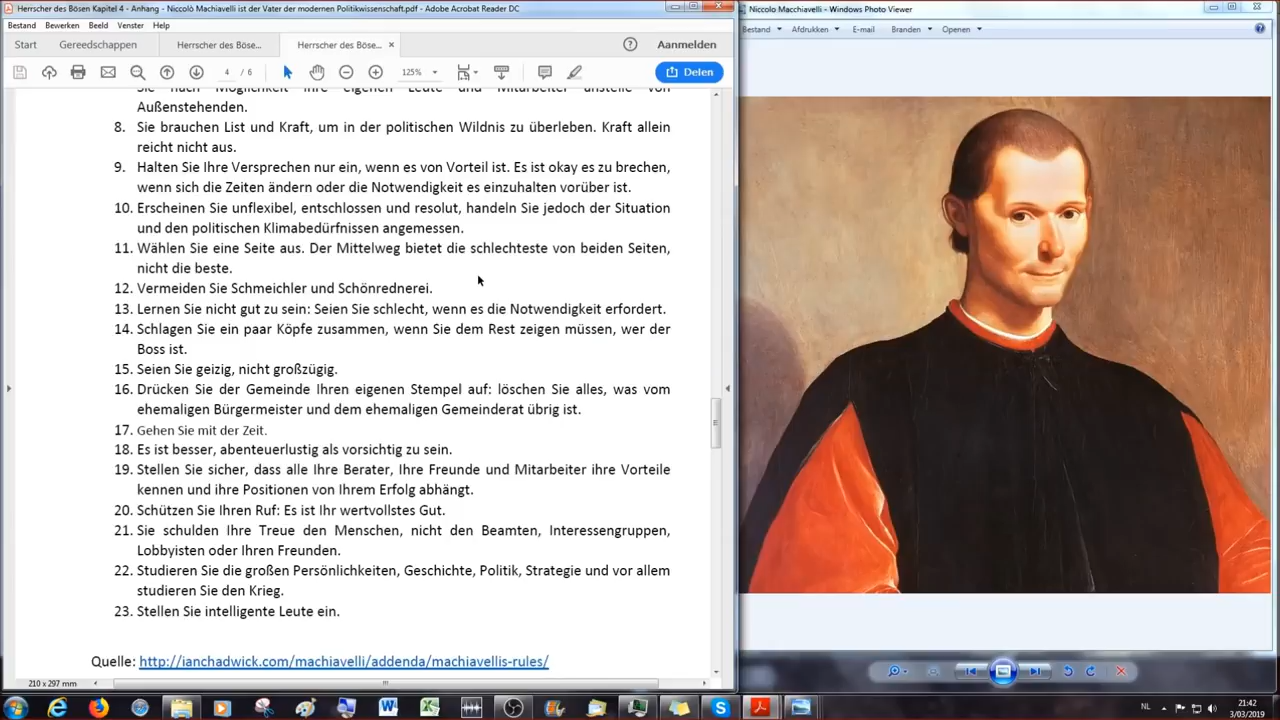 Herrscher des Bösen Kapitel 4 - Anhang - Niccolò Machiavelli ist der Vater der modernen Politikwissenschaft.pdf - Adobe Acrobat Reader DC
Bestand Bewerken Beeld Venster Help
Start Gereedschappen Herrscher des Böse... Herrscher des Böse... × Aanmelden
4 / 6 125% Delen
Sie nach Möglichkeit Ihre eigenen Leute und Mitarbeiter anstelle von
Außenstehenden.
8. Sie brauchen List und Kraft, um in der politischen Wildnis zu überleben. Kraft allein
reicht nicht aus.
9. Halten Sie Ihre Versprechen nur ein, wenn es von Vorteil ist. Es ist okay es zu brechen,
wenn sich die Zeiten ändern oder die Notwendigkeit es einzuhalten vorüber ist.
10. Erscheinen Sie unflexibel, entschlossen und resolut, handeln Sie jedoch der Situation
und den politischen Klimabedürfnissen angemessen.
11. Wählen Sie eine Seite aus. Der Mittelweg bietet die schlechteste von beiden Seiten,
nicht die beste.
12. Vermeiden Sie Schmeichler und Schönrednerei.
13. Lernen Sie nicht gut zu sein: Seien Sie schlecht, wenn es die Notwendigkeit erfordert.
14. Schlagen Sie ein paar Köpfe zusammen, wenn Sie dem Rest zeigen müssen, wer der
Boss ist.
15. Seien Sie geizig, nicht großzügig.
16. Drücken Sie der Gemeinde Ihren eigenen Stempel auf: löschen Sie alles, was vom
ehemaligen Bürgermeister und dem ehemaligen Gemeinderat übrig ist.
17. Gehen Sie mit der Zeit.
18. Es ist besser, abenteuerlustig als vorsichtig zu sein.
19. Stellen Sie sicher, dass alle Ihre Berater, Ihre Freunde und Mitarbeiter ihre Vorteile
kennen und ihre Positionen von Ihrem Erfolg abhängt.
20. Schützen Sie Ihren Ruf: Es ist Ihr wertvollstes Gut.
21. Sie schulden Ihre Treue den Menschen, nicht den Beamten, Interessengruppen,
Lobbyisten oder Ihren Freunden.
22. Studieren Sie die großen Persönlichkeiten, Geschichte, Politik, Strategie und vor allem
studieren Sie den Krieg.
23. Stellen Sie intelligente Leute ein.
Quelle: http://ianchadwick.com/machiavelli/addenda/machiavellis-rules/
210 x 297 mm
Niccolo Macchiavelli - Windows Photo Viewer
Bestand Afdrukken E-mail Branden Openen
NL 21:42
3/03/2019